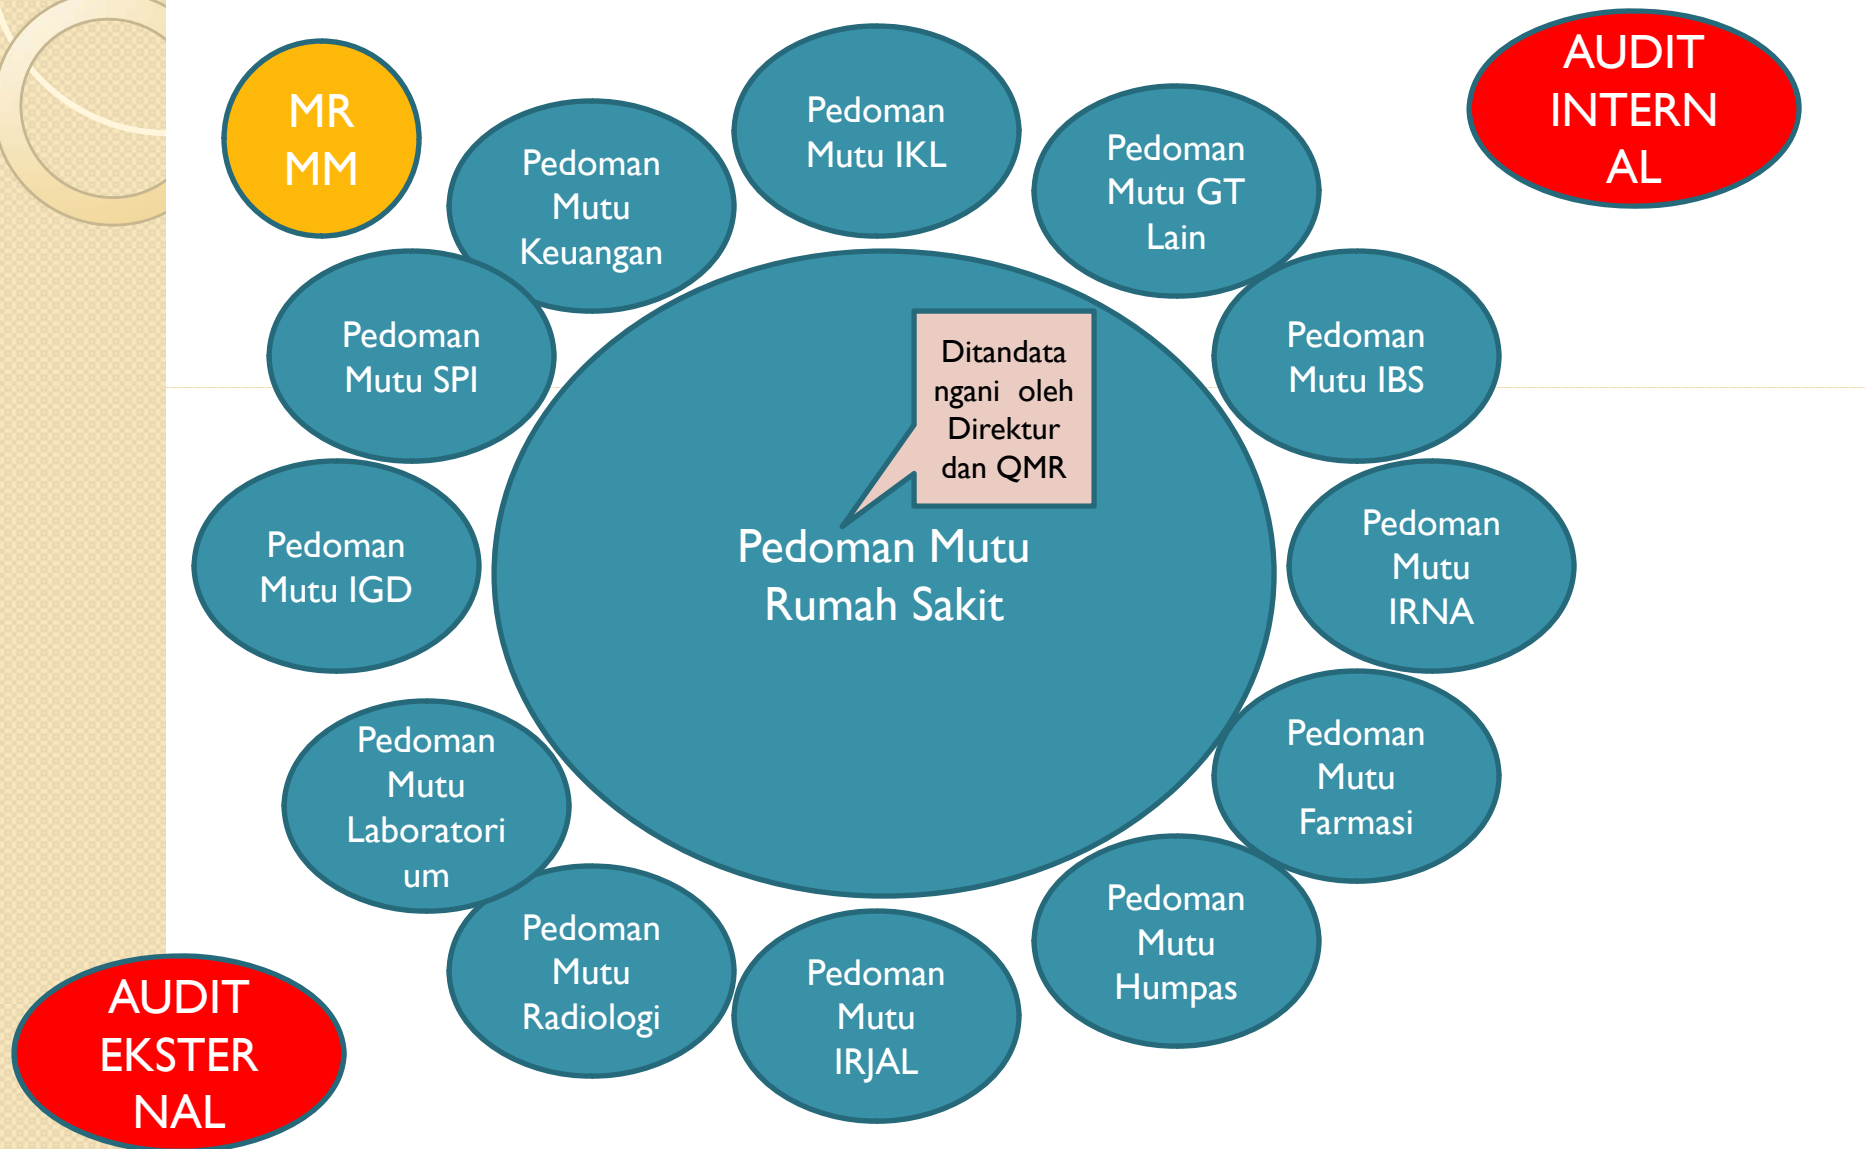 MR
MM
Pedoman
Mutu
Keuangan
Pedoman
Mutu IKL
Pedoman
Mutu GT
Lain
AUDIT
INTERN
AL
Pedoman
Mutu SPI
Ditandata
ngani oleh
Direktur
dan QMR
Pedoman
Mutu IBS
Pedoman
Mutu IGD
Pedoman Mutu
Rumah Sakit
Pedoman
Mutu
IRNA
Pedoman
Mutu
Laboratori
um
Pedoman
Mutu
Farmasi
Pedoman
Mutu
Radiologi
Pedoman
Mutu
IRJAL
Pedoman
Mutu
Humpas
AUDIT
EKSTER
NAL